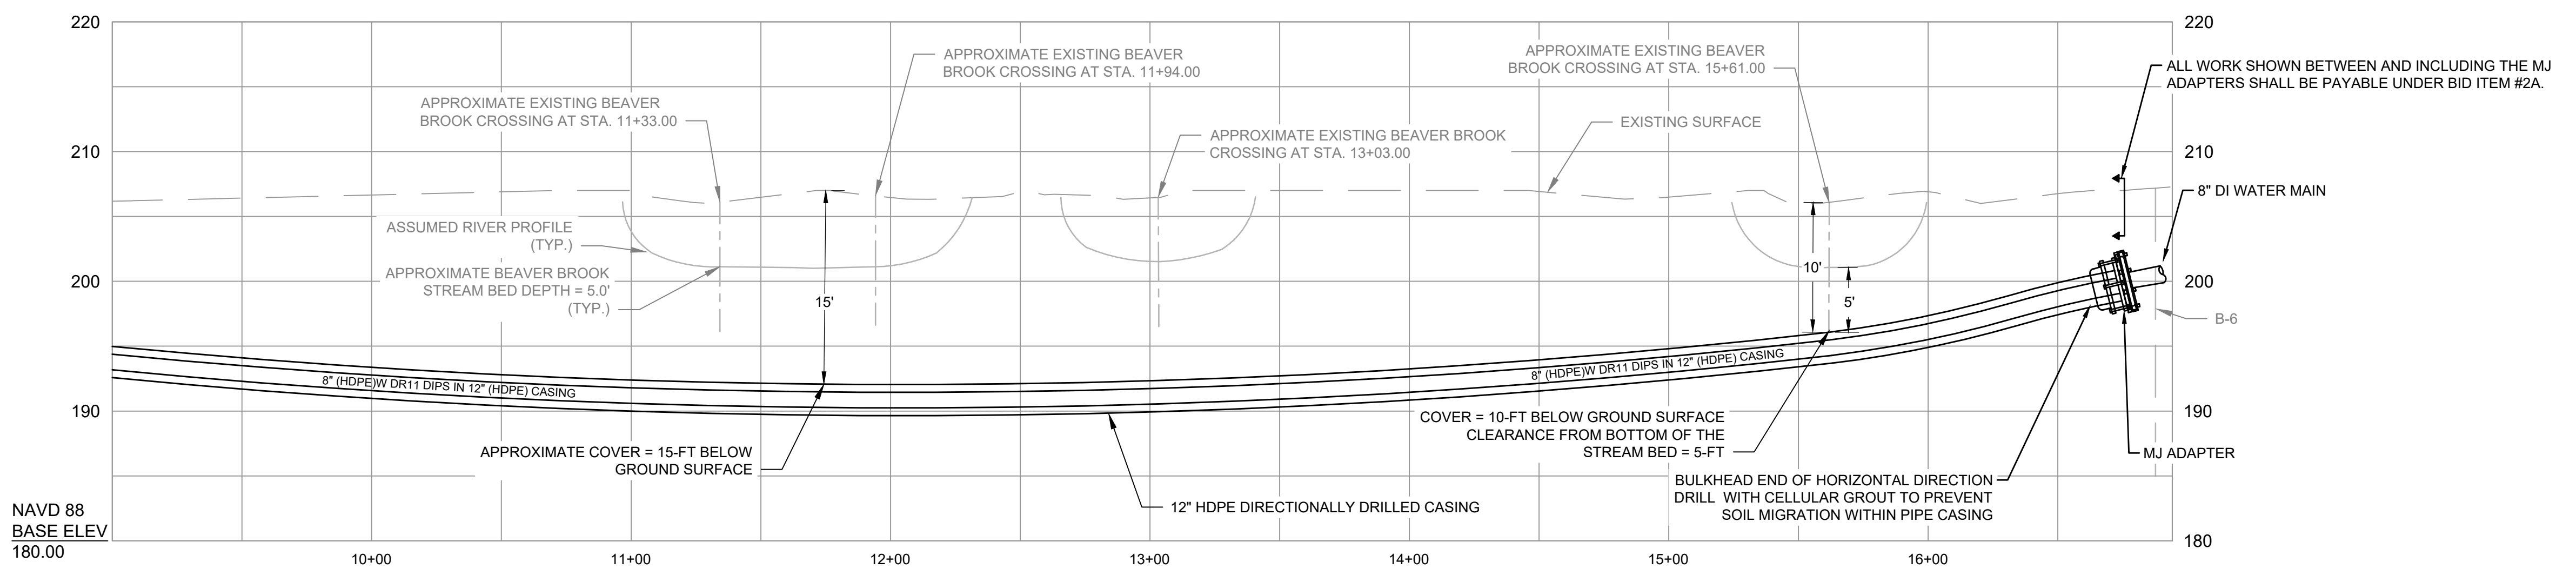 220
220
APPROXIMATE EXISTING BEAVER
BROOK CROSSING AT STA. 11+94.00
APPROXIMATE EXISTING BEAVER
BROOK CROSSING AT STA. 15+61.00
ALL WORK SHOWN BETWEEN AND INCLUDING THE MJ
ADAPTERS SHALL BE PAYABLE UNDER BID ITEM #2A.
APPROXIMATE EXISTING BEAVER
BROOK CROSSING AT STA. 11+33.00
EXISTING SURFACE
APPROXIMATE EXISTING BEAVER BROOK
CROSSING AT STA. 13+03.00
210
210
8" DI WATER MAIN
ASSUMED RIVER PROFILE
(TYP.)
APPROXIMATE BEAVER BROOK
STREAM BED DEPTH = 5.0'
(TYP.)
10'
200
200
15'
5'
B-6
8" (HDPE)W DR11 DIPS IN 12" (HDPE) CASING
8" (HDPE)W DR11 DIPS IN 12" (HDPE) CASING
190
190
COVER = 10-FT BELOW GROUND SURFACE
CLEARANCE FROM BOTTOM OF THE
STREAM BED = 5-FT
APPROXIMATE COVER = 15-FT BELOW
GROUND SURFACE
MJ ADAPTER
BULKHEAD END OF HORIZONTAL DIRECTION
DRILL WITH CELLULAR GROUT TO PREVENT
SOIL MIGRATION WITHIN PIPE CASING
12" HDPE DIRECTIONALLY DRILLED CASING
NAVD 88
BASE ELEV
180.00
180
10+00
11+00
12+00
13+00
14+00
15+00
16+00